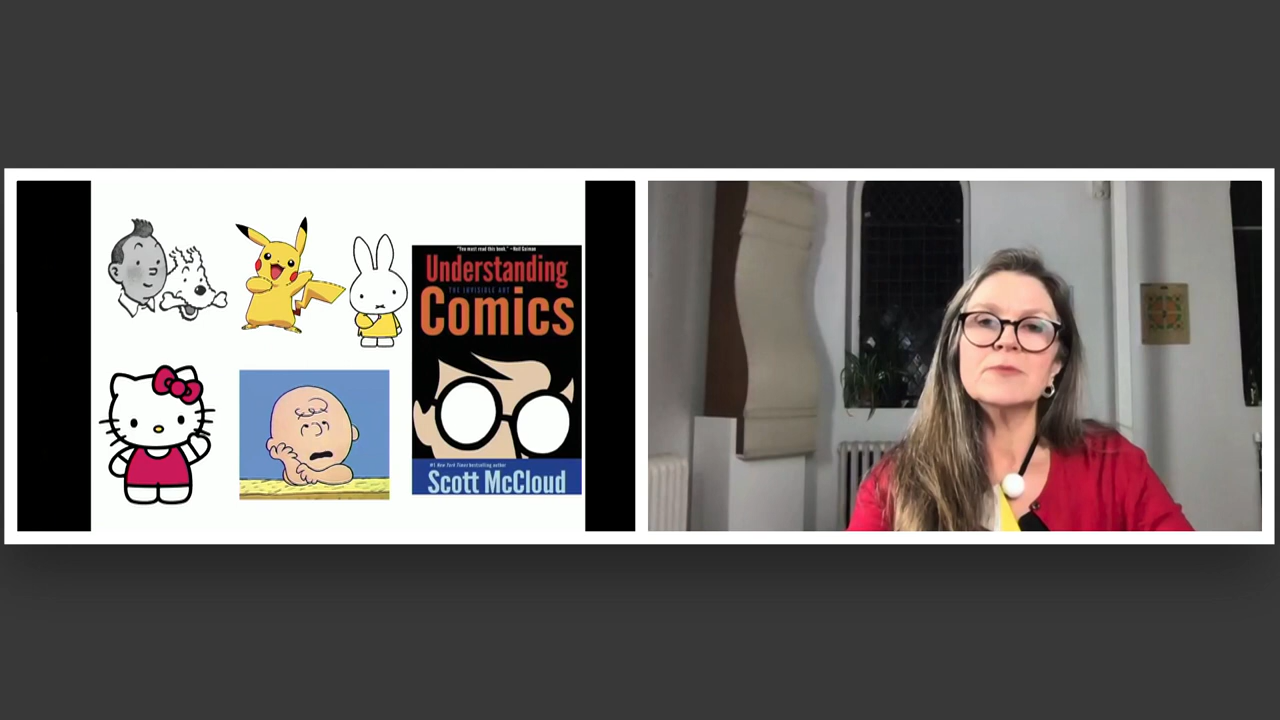 "You must read this book." –Neil Gaiman
Understanding
THE INVISIBLE ART
Comics
#1 New York Times bestselling author
Scott McCloud